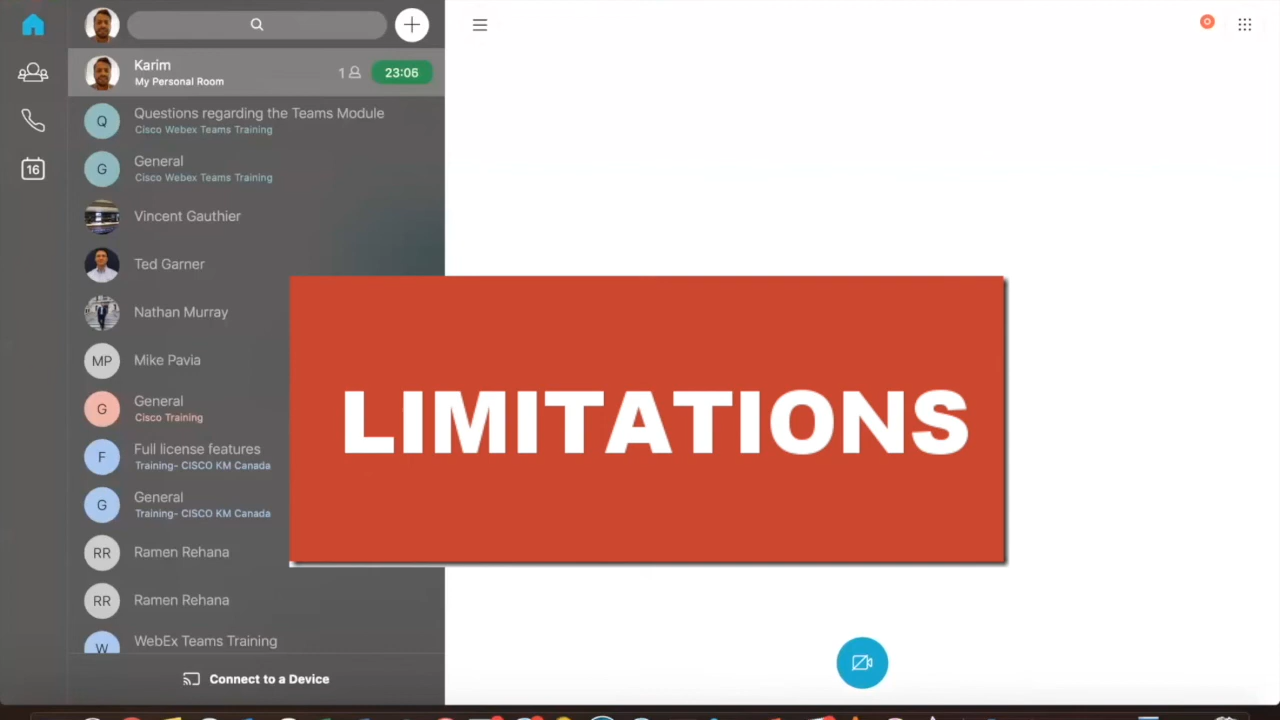 Karim
My Personal Room
1
23:06
16
Q
Questions regarding the Teams Module
Cisco Webex Teams Training
G
General
Cisco Webex Teams Training
Vincent Gauthier
Ted Garner
Nathan Murray
MP
Mike Pavia
G
General
Cisco Training
F
Full license features
Training- CISCO KM Canada
G
General
Training- CISCO KM Canada
RR
Ramen Rehana
RR
Ramen Rehana
W
WebEx Teams Training
Connect to a Device
LIMITATIONS